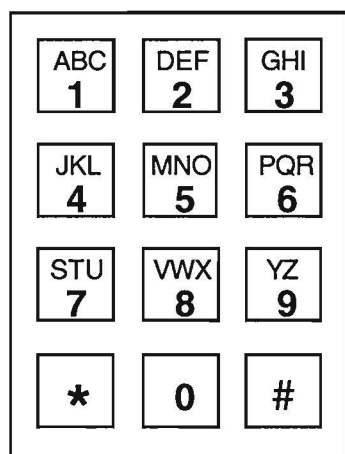 ABC DEF GHI
1 2 3
JKL MNO PQR
4 5 6
STU VWX YZ
7 8 9
* 0 #